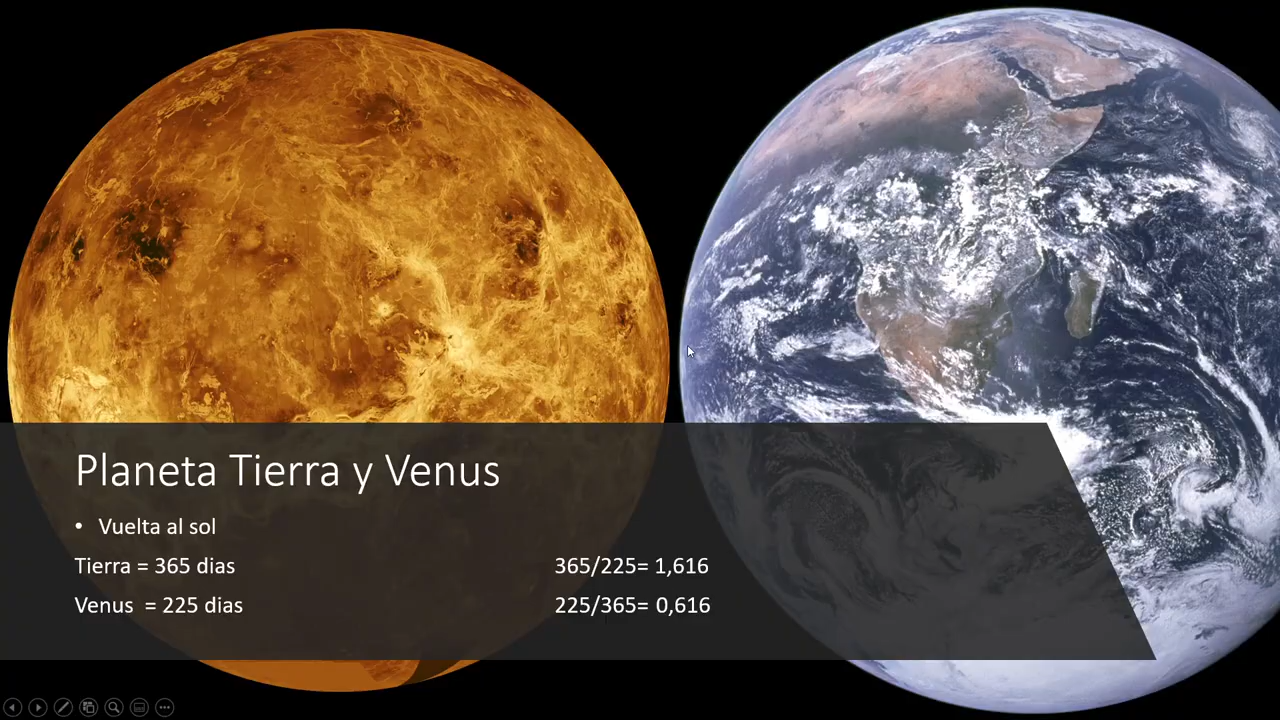 Planeta Tierra y Venus
• Vuelta al sol
Tierra = 365 dias
365/225= 1,616
Venus  = 225 dias
225/365= 0,616